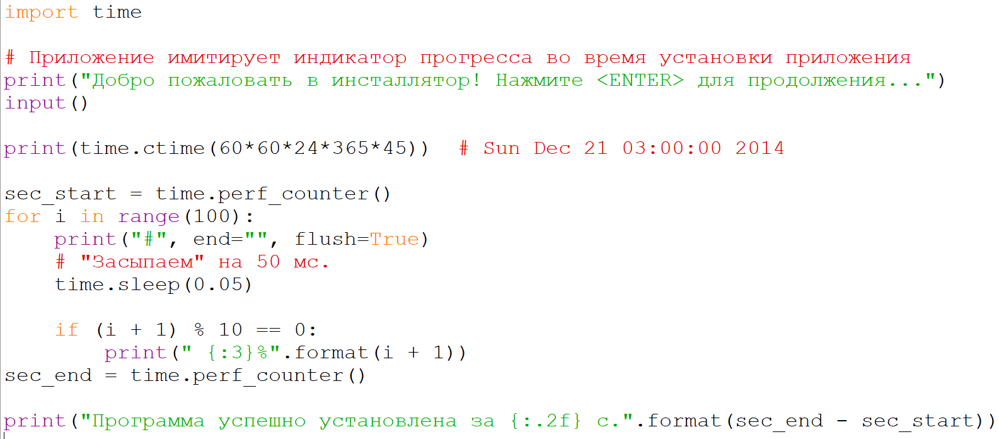 import time
# Приложение имитирует индикатор прогресса во время установки приложения
print("Добро пожаловать в инсталлятор! Нажмите <ENTER> для продолжения...")
input()
print(time.ctime(60*60*24*365*45))  # Sun Dec 21 03:00:00 2014
sec_start = time.perf_counter()
for i in range(100):
    print("#", end="", flush=True)
    # "Засыпаем" на 50 мс.
    time.sleep(0.05)
    if (i + 1) % 10 == 0:
        print(" {:3}%".format(i + 1))
sec_end = time.perf_counter()
print("Программа успешно установлена за {:.2f} с.".format(sec_end - sec_start))